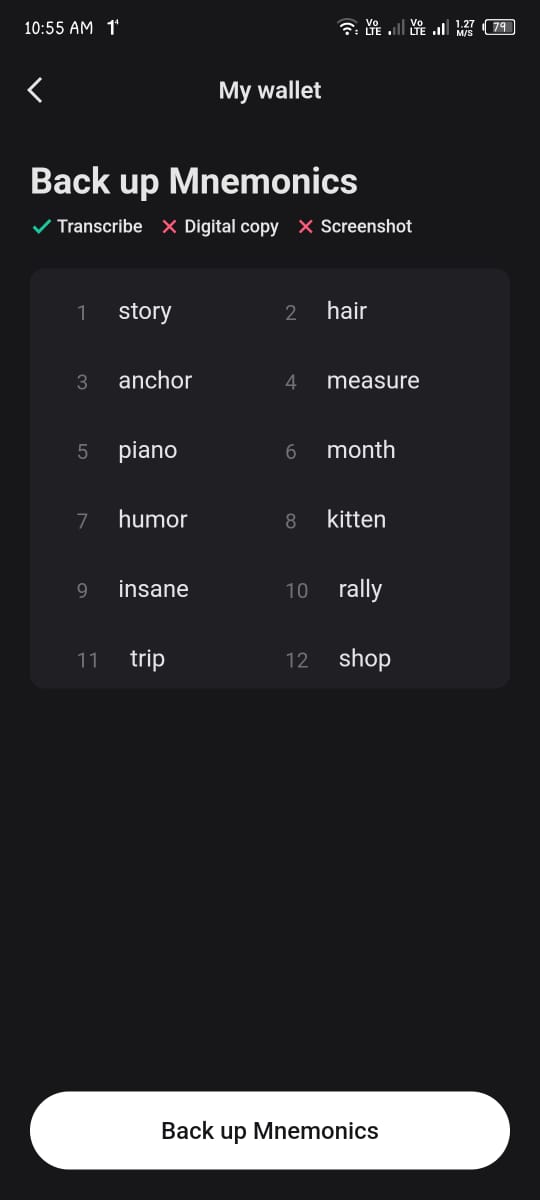 10:55 AM
Vo LTE Vo LTE 1.27 M/S 79
My wallet
Back up Mnemonics
Transcribe Digital copy Screenshot
1 story 2 hair
3 anchor 4 measure
5 piano 6 month
7 humor 8 kitten
9 insane 10 rally
11 trip 12 shop
Back up Mnemonics